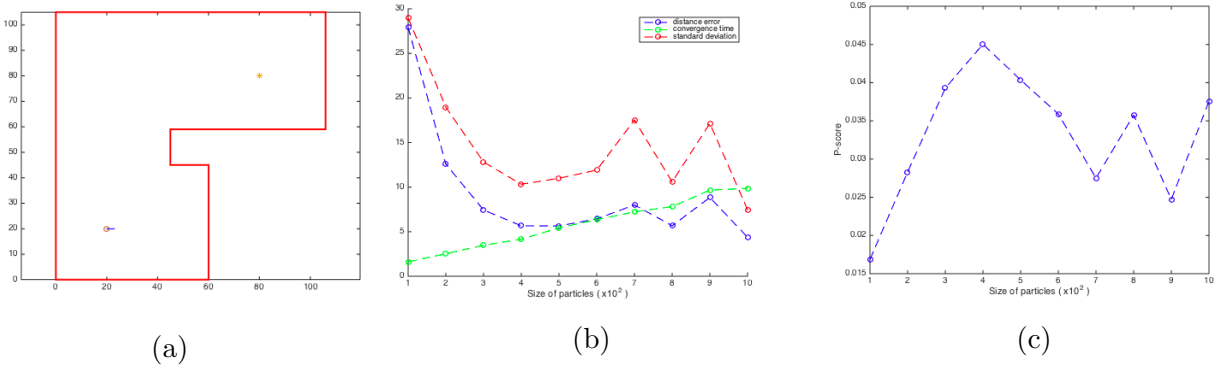 100
90
80
70
60
50
40
30
20
10
0
0 20 40 60 80 100
(a)
30
25
20
15
10
5
0
distance error
convergence time
standard deviation
1 2 3 4 5 6 7 8 9 10
Size of particles ( x10²)
(b)
0.05
0.045
0.04
0.035
0.03
0.025
0.02
0.015
P-score
1 2 3 4 5 6 7 8 9 10
Size of particles ( x10²)
(c)